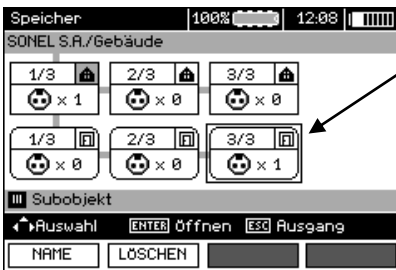 Speicher 100% 12:08
SONEL S.A./Gebäude
1/3 2/3 3/3
× 1 × 0 × 0
1/3 2/3 3/3
× 0 × 0 × 1
Subobjekt
Auswahl ENTER Öffnen ESC Ausgang
NAME LÖSCHEN